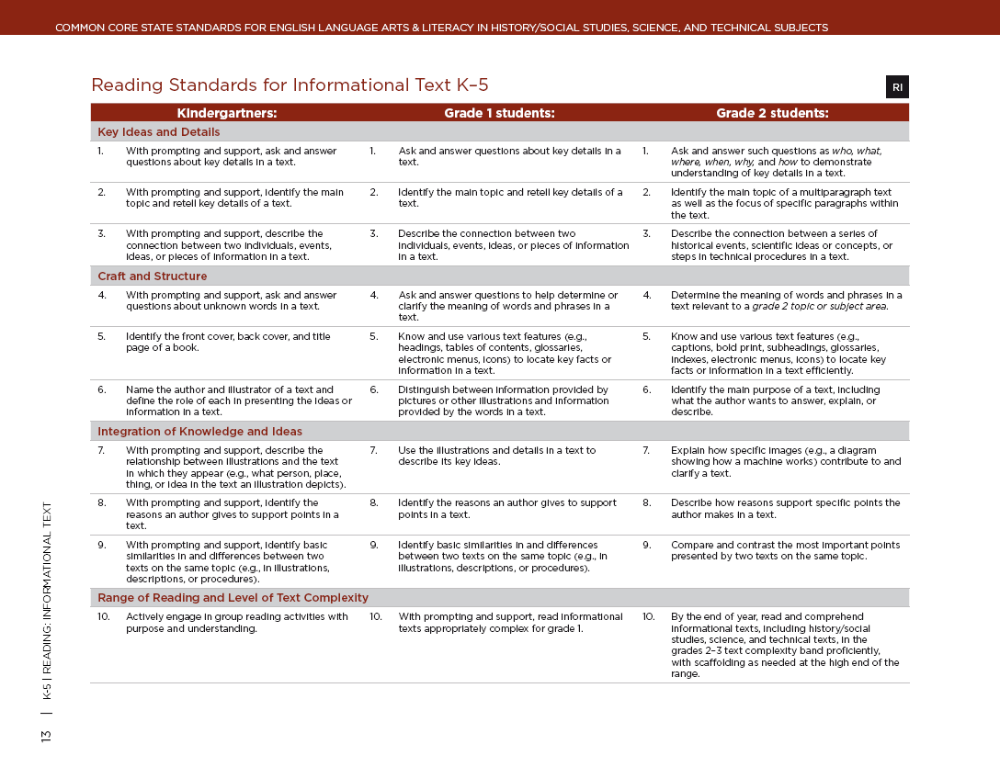 COMMON CORE STATE STANDARDS FOR ENGLISH LANGUAGE ARTS & LITERACY IN HISTORY/SOCIAL STUDIES, SCIENCE, AND TECHNICAL SUBJECTS
Reading Standards for Informational Text K–5
RI
Kindergartners:
Grade 1 students:
Grade 2 students:
Key Ideas and Details
1. With prompting and support, ask and answer
questions about key details in a text.
1. Ask and answer questions about key details in a
text.
1. Ask and answer such questions as who, what,
where, when, why, and how to demonstrate
understanding of key details in a text.
2. With prompting and support, identify the main
topic and retell key details of a text.
2. Identify the main topic and retell key details of a
text.
2. Identify the main topic of a multiparagraph text
as well as the focus of specific paragraphs within
the text.
3. With prompting and support, describe the
connection between two individuals, events,
ideas, or pieces of information in a text.
3. Describe the connection between two
individuals, events, ideas, or pieces of information
in a text.
3. Describe the connection between a series of
historical events, scientific ideas or concepts, or
steps in technical procedures in a text.
Craft and Structure
4. With prompting and support, ask and answer
questions about unknown words in a text.
4. Ask and answer questions to help determine or
clarify the meaning of words and phrases in a
text.
4. Determine the meaning of words and phrases in a
text relevant to a grade 2 topic or subject area.
5. Identify the front cover, back cover, and title
page of a book.
5. Know and use various text features (e.g.,
headings, tables of contents, glossaries,
electronic menus, icons) to locate key facts or
information in a text.
5. Know and use various text features (e.g.,
captions, bold print, subheadings, glossaries,
indexes, electronic menus, icons) to locate key
facts or information in a text efficiently.
6. Name the author and illustrator of a text and
define the role of each in presenting the ideas or
information in a text.
6. Distinguish between information provided by
pictures or other illustrations and information
provided by the words in a text.
6. Identify the main purpose of a text, including
what the author wants to answer, explain, or
describe.
Integration of Knowledge and Ideas
7. With prompting and support, describe the
relationship between illustrations and the text
in which they appear (e.g., what person, place,
thing, or idea in the text an illustration depicts).
7. Use the illustrations and details in a text to
describe its key ideas.
7. Explain how specific images (e.g., a diagram
showing how a machine works) contribute to and
clarify a text.
8. With prompting and support, identify the
reasons an author gives to support points in a
text.
8. Identify the reasons an author gives to support
points in a text.
8. Describe how reasons support specific points the
author makes in a text.
9. With prompting and support, identify basic
similarities in and differences between two
texts on the same topic (e.g., in illustrations,
descriptions, or procedures).
9. Identify basic similarities in and differences
between two texts on the same topic (e.g., in
illustrations, descriptions, or procedures).
9. Compare and contrast the most important points
presented by two texts on the same topic.
Range of Reading and Level of Text Complexity
10. Actively engage in group reading activities with
purpose and understanding.
10. With prompting and support, read informational
texts appropriately complex for grade 1.
10. By the end of year, read and comprehend
informational texts, including history/social
studies, science, and technical texts, in the
grades 2–3 text complexity band proficiently,
with scaffolding as needed at the high end of the
range.
13 | K-5 | READING: INFORMATIONAL TEXT